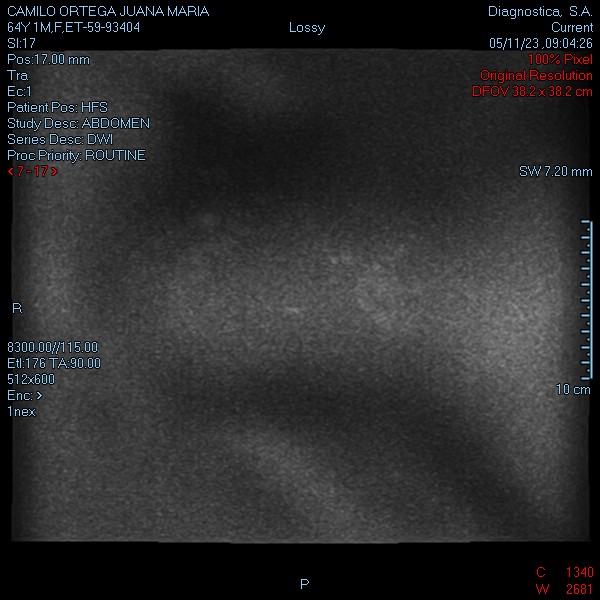 CAMILO ORTEGA JUANA MARIA
64Y 1M,F,ET-59-93404
Sl:17
Pos:17.00 mm
Tra
Ec:1
Patient Pos: HFS
Study Desc: ABDOMEN
Series Desc: DWI
Proc Priority: ROUTINE
< 7 - 17 >
Lossy
Diagnostica, S.A.
Current
05/11/23 ,09:04:26
100% Pixel
Original Resolution
DFOV 38.2 x 38.2 cm
SW 7.20 mm
R
8300.00//115.00
Etl:176 TA:90.00
512x600
Enc: >
1nex
10 cm
P
C 1340
W 2681